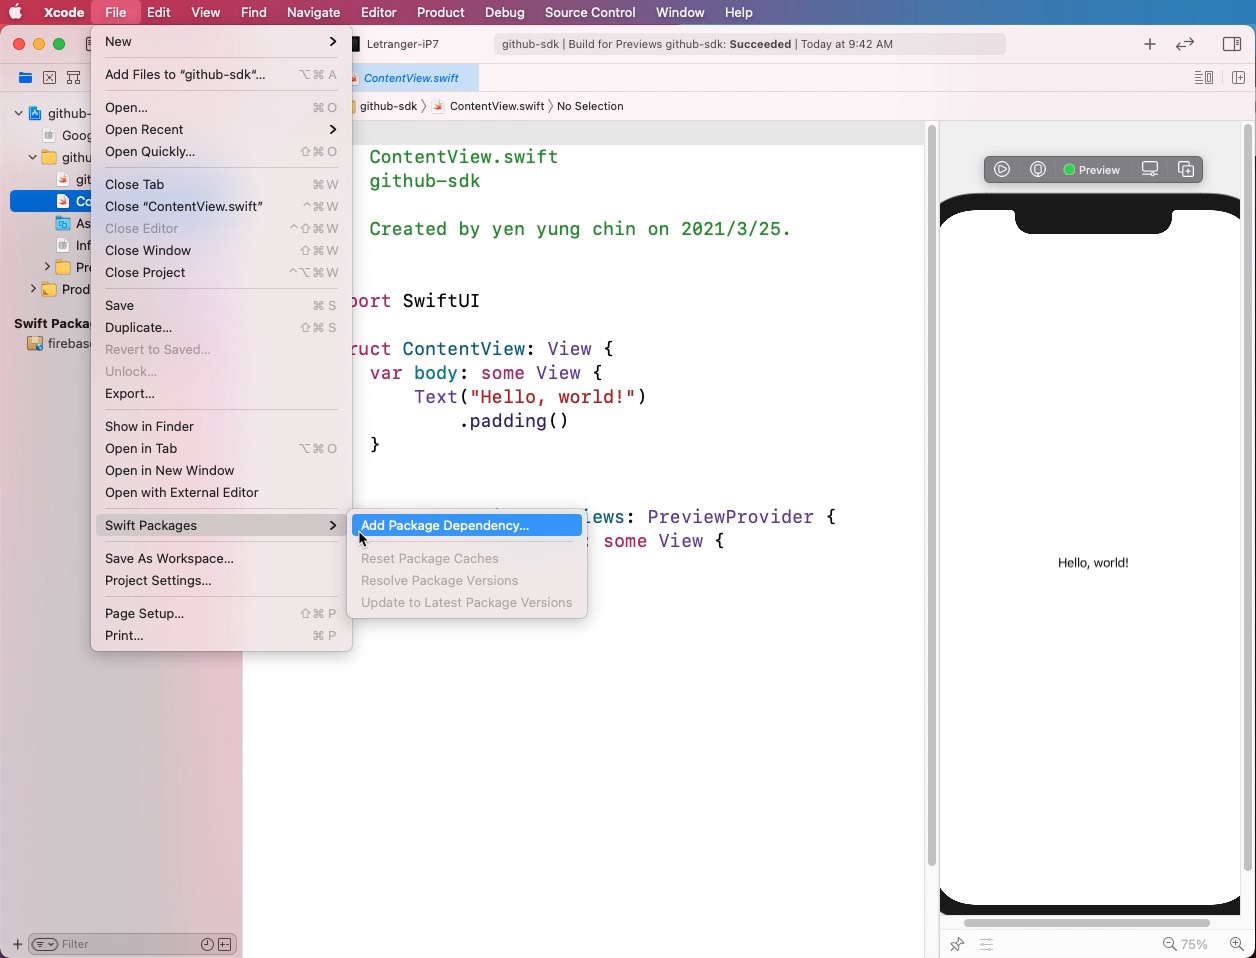 Xcode File Edit View Find Navigate Editor Product Debug Source Control Window Help
Letranger-iP7
github-sdk | Build for Previews github-sdk: Succeeded | Today at 9:42 AM
ContentView.swift
github-sdk 〉 ContentView.swift 〉 No Selection
github-
Goog
githu
git
Co
As
Inf
Pre
Prod
Swift Packa
firebas
Filter
New
Add Files to “github-sdk”... ⌥⌘A
Open... ⌘O
Open Recent
Open Quickly... ⇧⌘O
Close Tab ⌘W
Close “ContentView.swift” ^⌘W
Close Editor ^⇧⌘W
Close Window ⇧⌘W
Close Project ^⌥⌘W
Save ⌘S
Duplicate... ⇧⌘S
Revert to Saved...
Unlock...
Export...
Show in Finder
Open in Tab ⌥⌘O
Open in New Window
Open with External Editor
Swift Packages
Save As Workspace...
Project Settings...
Page Setup... ⇧⌘P
Print... ⌘P
Add Package Dependency...
Reset Package Caches
Resolve Package Versions
Update to Latest Package Versions
ContentView.swift
github-sdk
Created by yen yung chin on 2021/3/25.
port SwiftUI
ruct ContentView: View {
var body: some View {
Text("Hello, world!")
.padding()
}
iews: PreviewProvider {
: some View {
Preview
Hello, world!
75%